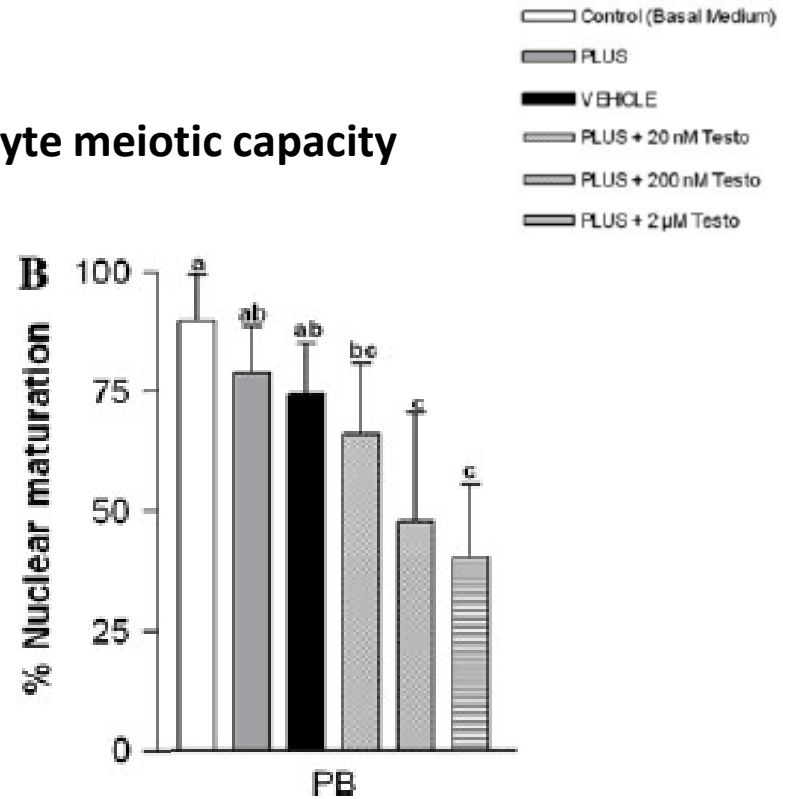 Control (Basal Medium)
PLUS
VEHICLE
yte meiotic capacity
PLUS + 20 nM Testo
PLUS + 200 nM Testo
PLUS + 2 µM Testo
B
% Nuclear maturation
100
75
50
25
0
a
ab
ab
bc
c
c
PB